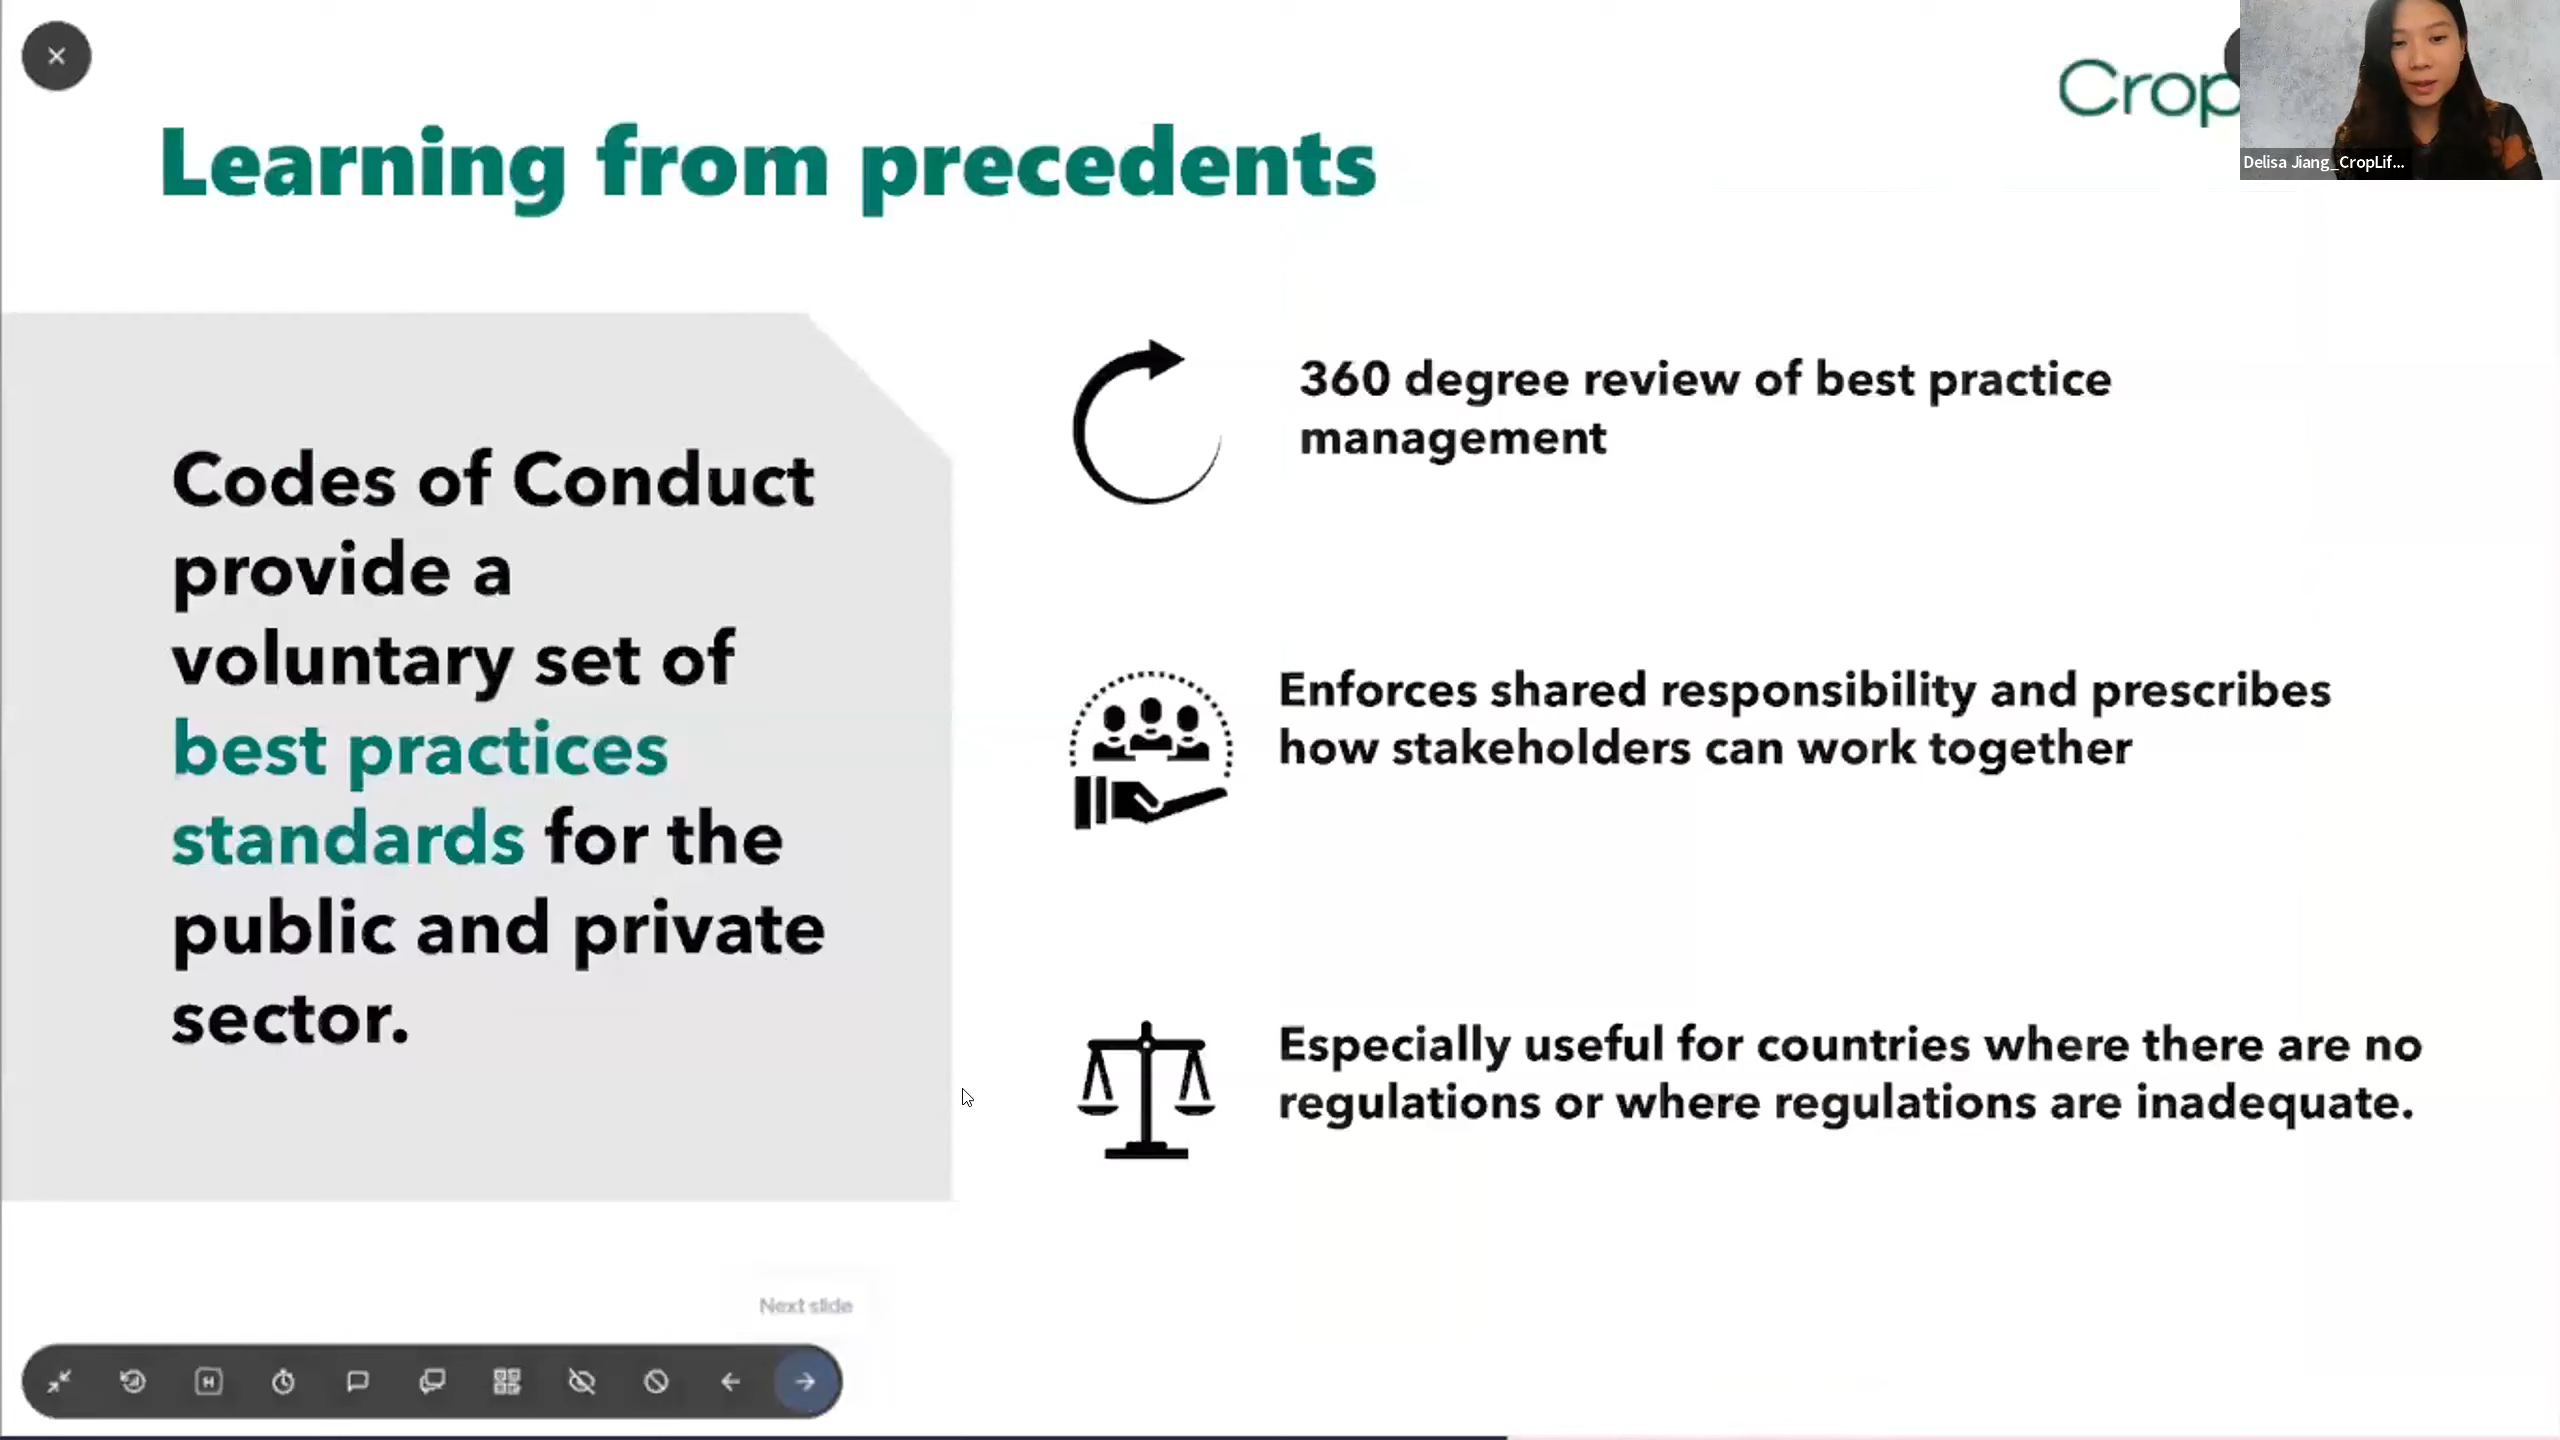 Crop
Delisa Jiang_CropLif...
Learning from precedents
Codes of Conduct
provide a
voluntary set of
best practices
standards for the
public and private
sector.
360 degree review of best practice
management
Enforces shared responsibility and prescribes
how stakeholders can work together
Especially useful for countries where there are no
regulations or where regulations are inadequate.
Next slide
H